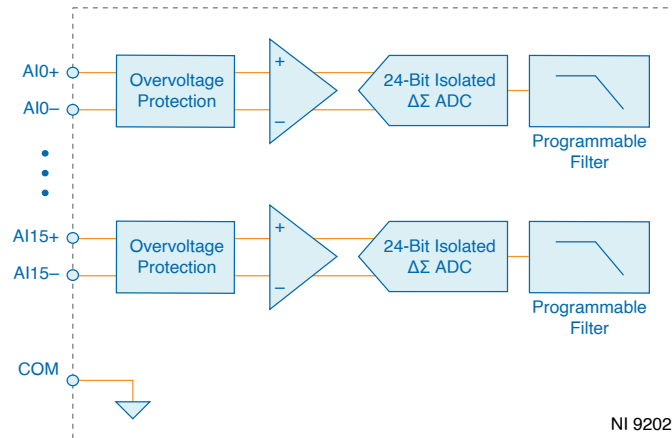 AI0+
AI0–
Overvoltage
Protection
+
–
24-Bit Isolated
ΔΣ ADC
Programmable
Filter
AI15+
AI15–
Overvoltage
Protection
+
–
24-Bit Isolated
ΔΣ ADC
Programmable
Filter
COM
NI 9202